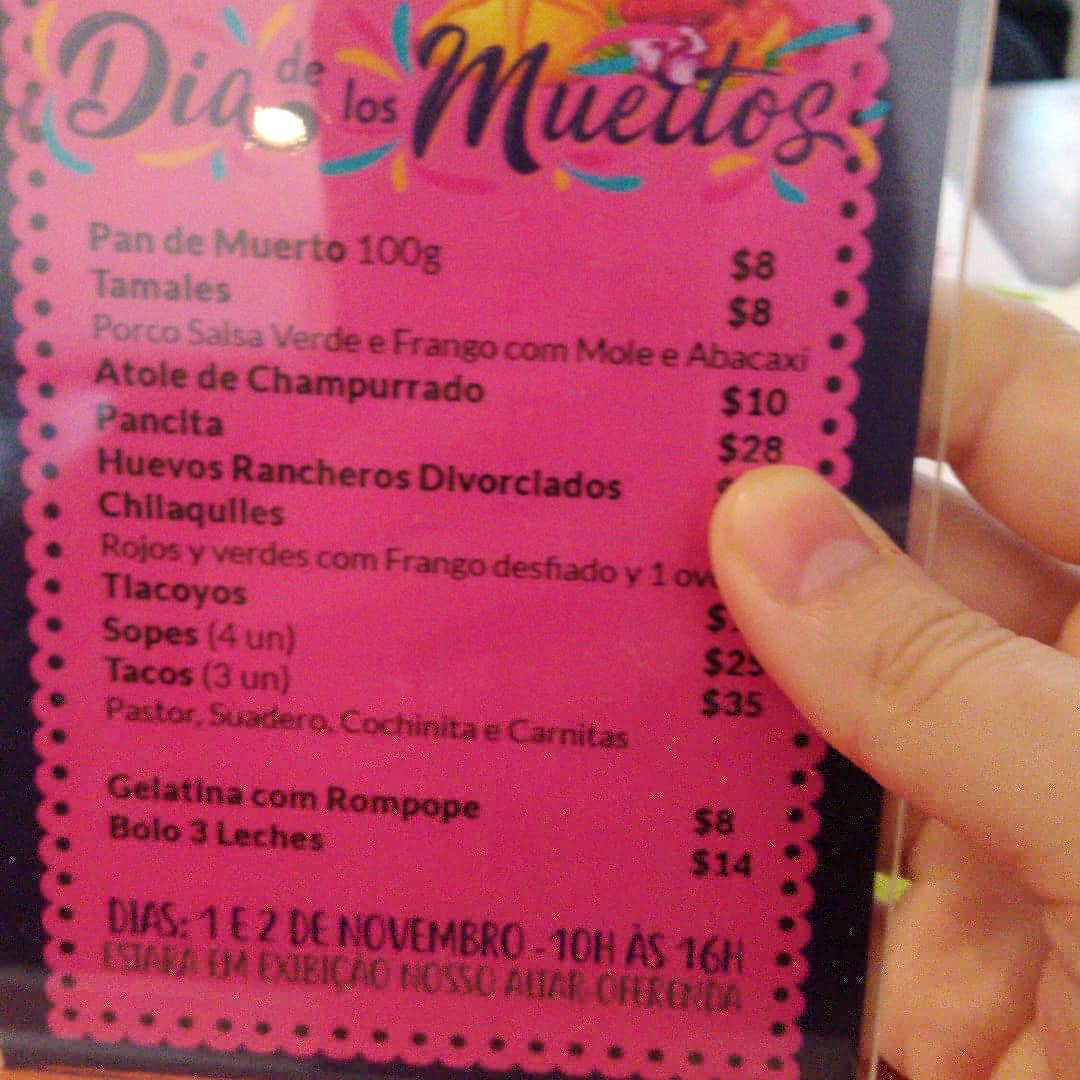 Dia de los Muertos
Pan de Muerto 100g $8
Tamales $8
Porco Salsa Verde e Frango com Mole e Abacaxi
Atole de Champurrado $10
Pancita $28
Huevos Rancheros Divorciados
Chilaquiles
Rojos y verdes com Frango desfiado y 1
Tlacoyos
Sopes (4 un) $25
Tacos (3 un) $35
Pastor, Suadero, Cochinita e Carnitas
Gelatina com Rompope $8
Bolo 3 Leches $14
DIAS: 1 E 2 DE NOVEMBRO - 10H ÀS 16H
ESTARÁ EM EXIBIÇÃO NOSSO ALTAR-OFERENDA